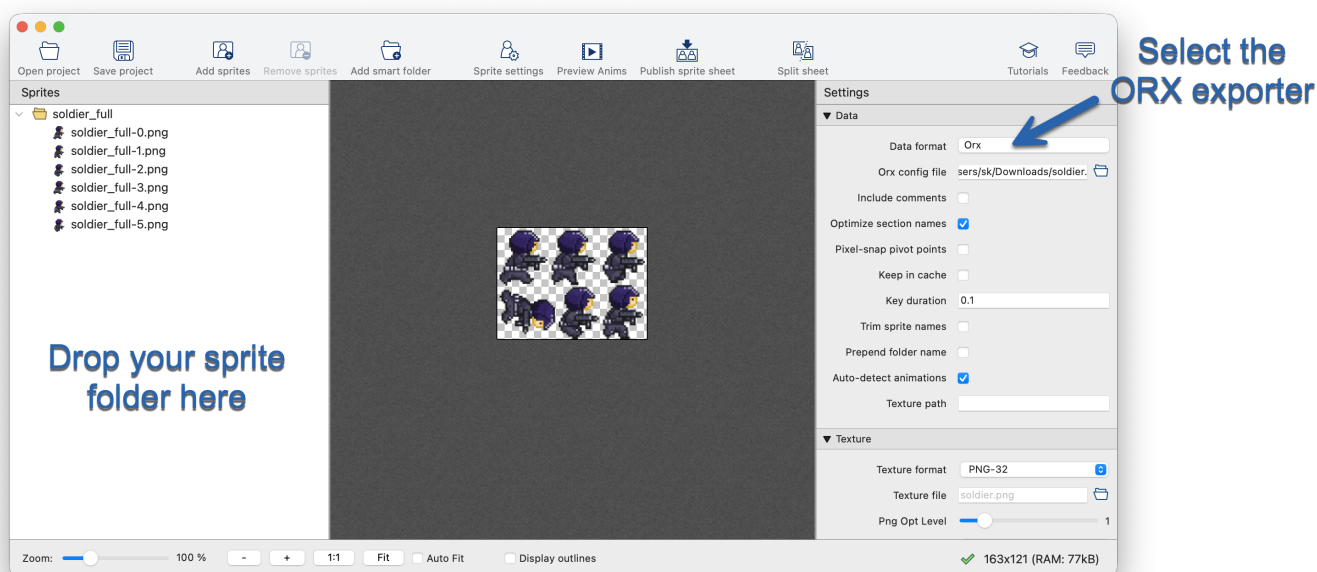 Open project
Save project
Add sprites
Remove sprites
Add smart folder
Sprite settings
Preview Anims
Publish sprite sheet
Split sheet
Tutorials
Feedback
Select the
ORX exporter
Sprites
soldier_full
soldier_full-0.png
soldier_full-1.png
soldier_full-2.png
soldier_full-3.png
soldier_full-4.png
soldier_full-5.png
Drop your sprite
folder here
Settings
Data
Data format Orx
Orx config file sers/sk/Downloads/soldier.
Include comments
Optimize section names
Pixel-snap pivot points
Keep in cache
Key duration 0.1
Trim sprite names
Prepend folder name
Auto-detect animations
Texture path
Texture
Texture format PNG-32
Texture file soldier.png
Png Opt Level 1
Zoom: 100 % - + 1:1 Fit Auto Fit Display outlines 163x121 (RAM: 77kB)